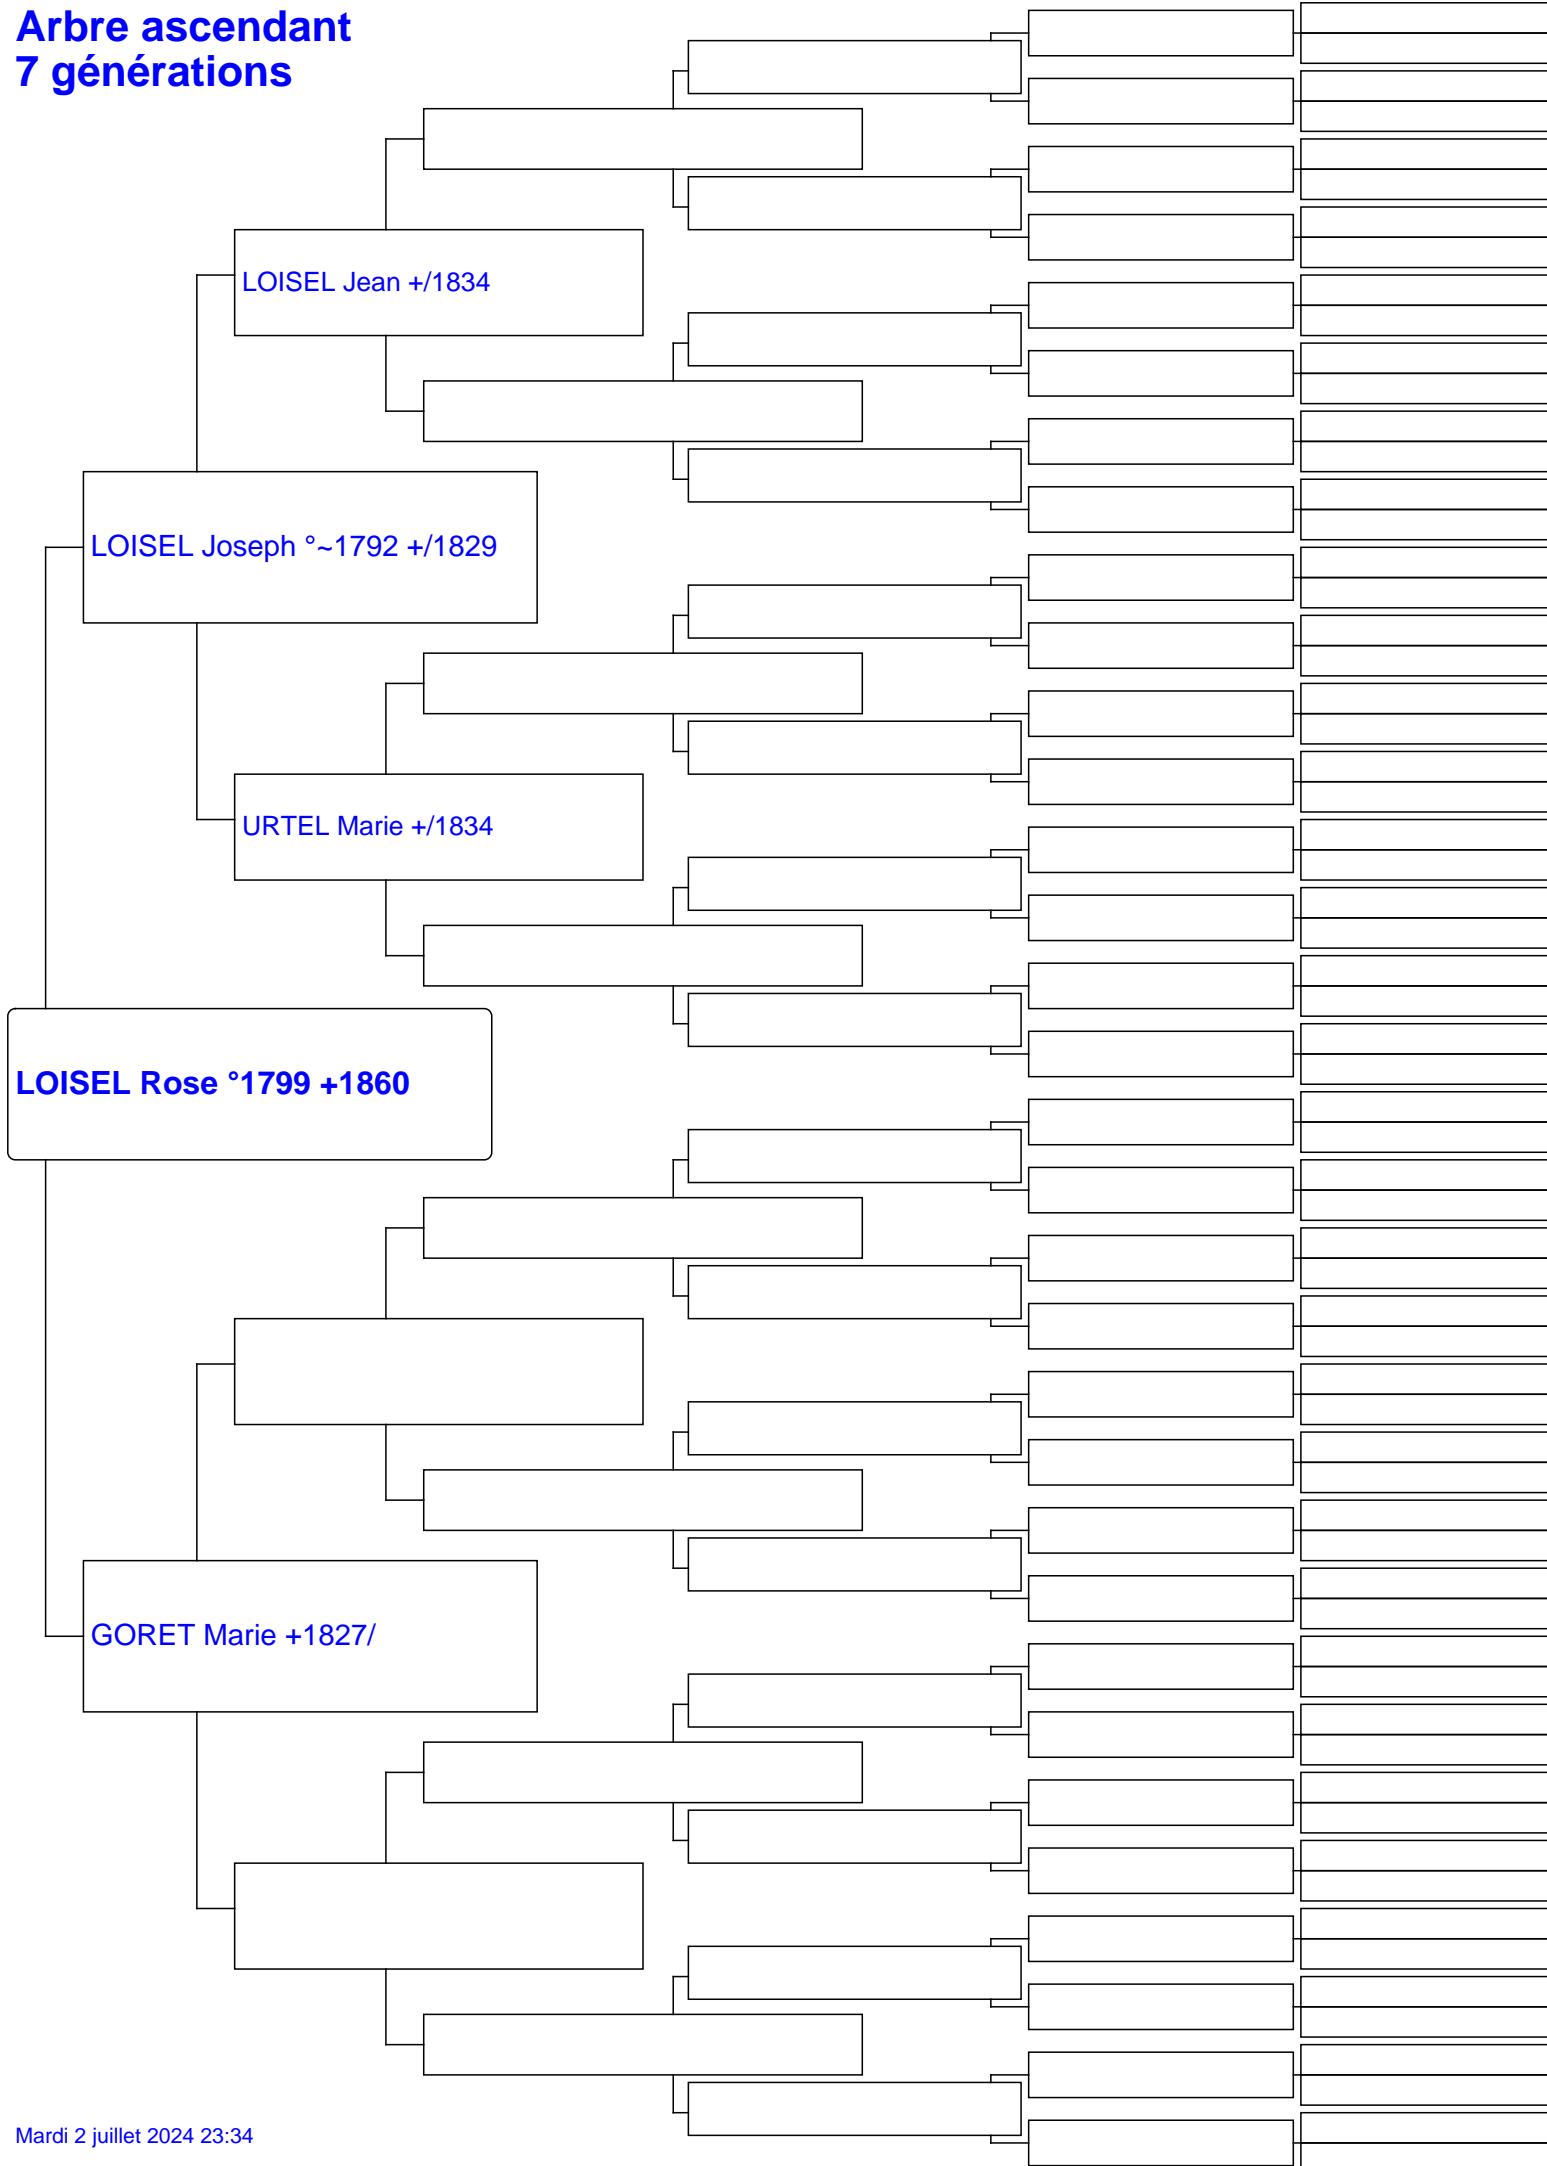 Arbre ascendant
7 générations
LOISEL Jean +/1834
LOISEL Joseph °~1792 +/1829
URTEL Marie +/1834
LOISEL Rose °1799 +1860
GORET Marie +1827/
Mardi 2 juillet 2024 23:34